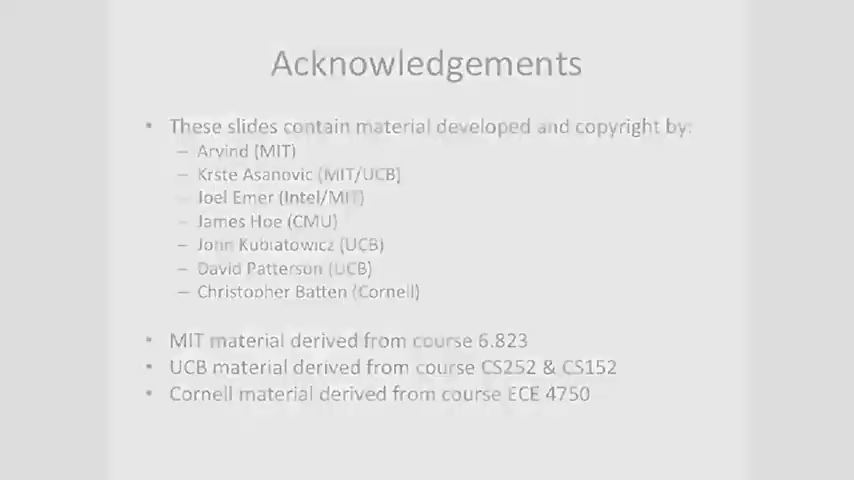 Acknowledgements
• These slides contain material developed and copyright by:
– Arvind (MIT)
– Krste Asanovic (MIT/UCB)
– Joel Emer (Intel/MIT)
– James Hoe (CMU)
– John Kubiatowicz (UCB)
– David Patterson (UCB)
– Christopher Batten (Cornell)
• MIT material derived from course 6.823
• UCB material derived from course CS252 & CS152
• Cornell material derived from course ECE 4750